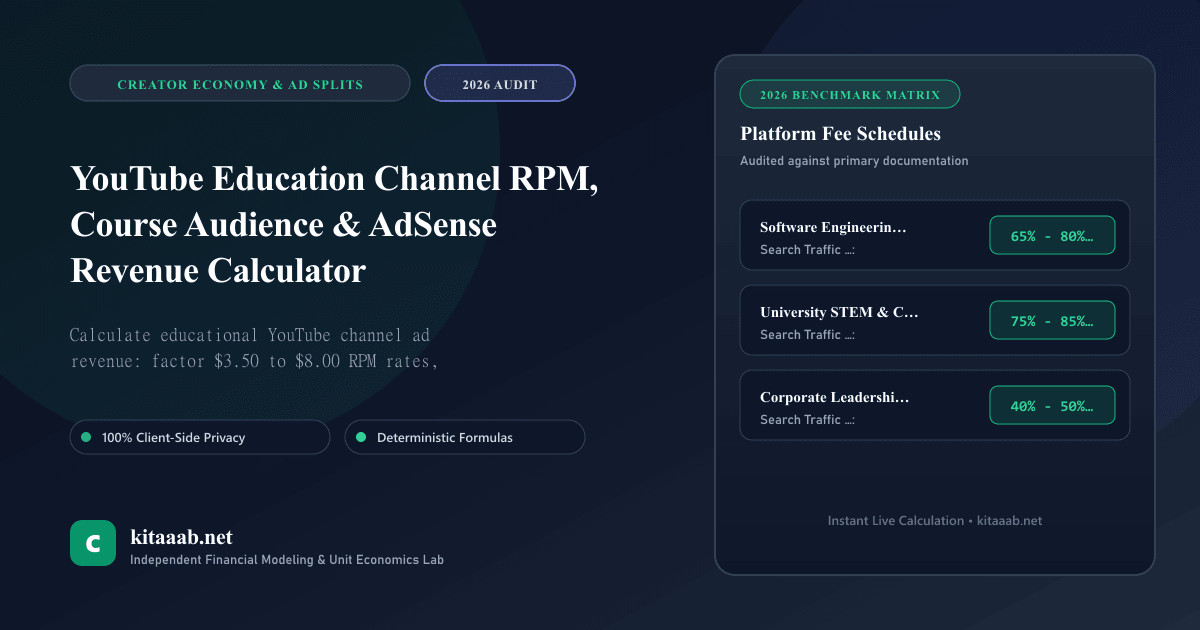 CREATOR ECONOMY & AD SPLITS
2026 AUDIT
YouTube Education Channel RPM,
Course Audience & AdSense
Revenue Calculator
Calculate educational YouTube channel ad
revenue: factor $3.50 to $8.00 RPM rates,
100% Client-Side Privacy
Deterministic Formulas
C
kitaaab.net
Independent Financial Modeling & Unit Economics Lab
2026 BENCHMARK MATRIX
Platform Fee Schedules
Audited against primary documentation
Software Engineerin…
Search Traffic …:
65% - 80%…
University STEM & C…
Search Traffic …:
75% - 85%…
Corporate Leadershi…
Search Traffic …:
40% - 50%…
Instant Live Calculation • kitaaab.net